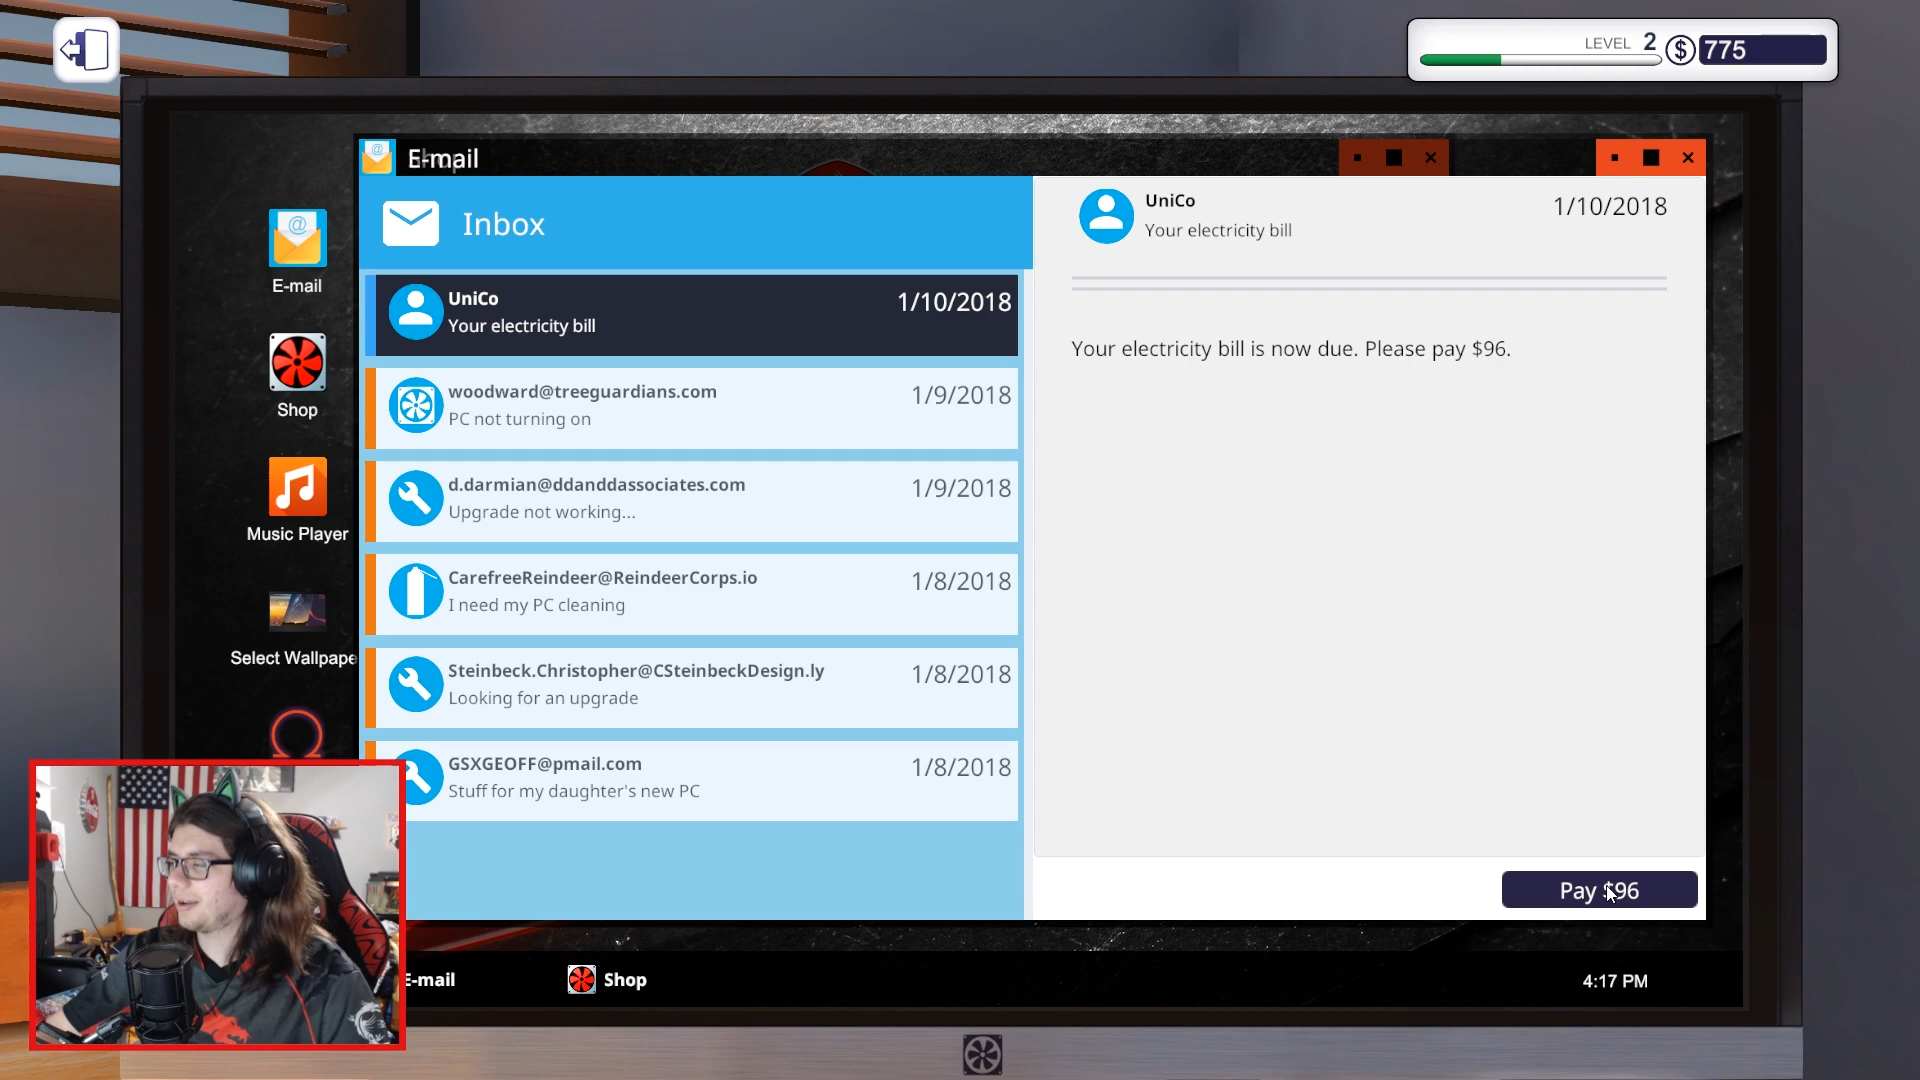 LEVEL 2 $ 775
E-mail
Inbox
UniCo 1/10/2018
Your electricity bill
woodward@treeguardians.com 1/9/2018
PC not turning on
d.darmian@ddanddassociates.com 1/9/2018
Upgrade not working...
CarefreeReindeer@ReindeerCorps.io 1/8/2018
I need my PC cleaning
Steinbeck.Christopher@CSteinbeckDesign.ly 1/8/2018
Looking for an upgrade
GSXGEOFF@pmail.com 1/8/2018
Stuff for my daughter's new PC
UniCo 1/10/2018
Your electricity bill
Your electricity bill is now due. Please pay $96.
Pay $96
E-mail
Shop
Music Player
Select Wallpape
E-mail
Shop
4:17 PM